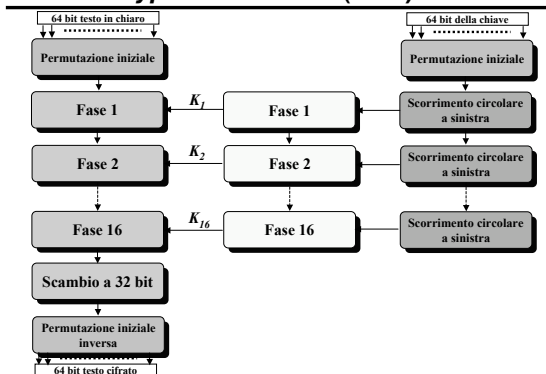 64 bit testo in chiaro
64 bit della chiave
Permutazione iniziale
Permutazione iniziale
Fase 1
K1
Fase 1
Scorrimento circolare
a sinistra
Fase 2
K2
Fase 2
Scorrimento circolare
a sinistra
Fase 16
K16
Fase 16
Scorrimento circolare
a sinistra
Scambio a 32 bit
Permutazione iniziale
inversa
64 bit testo cifrato